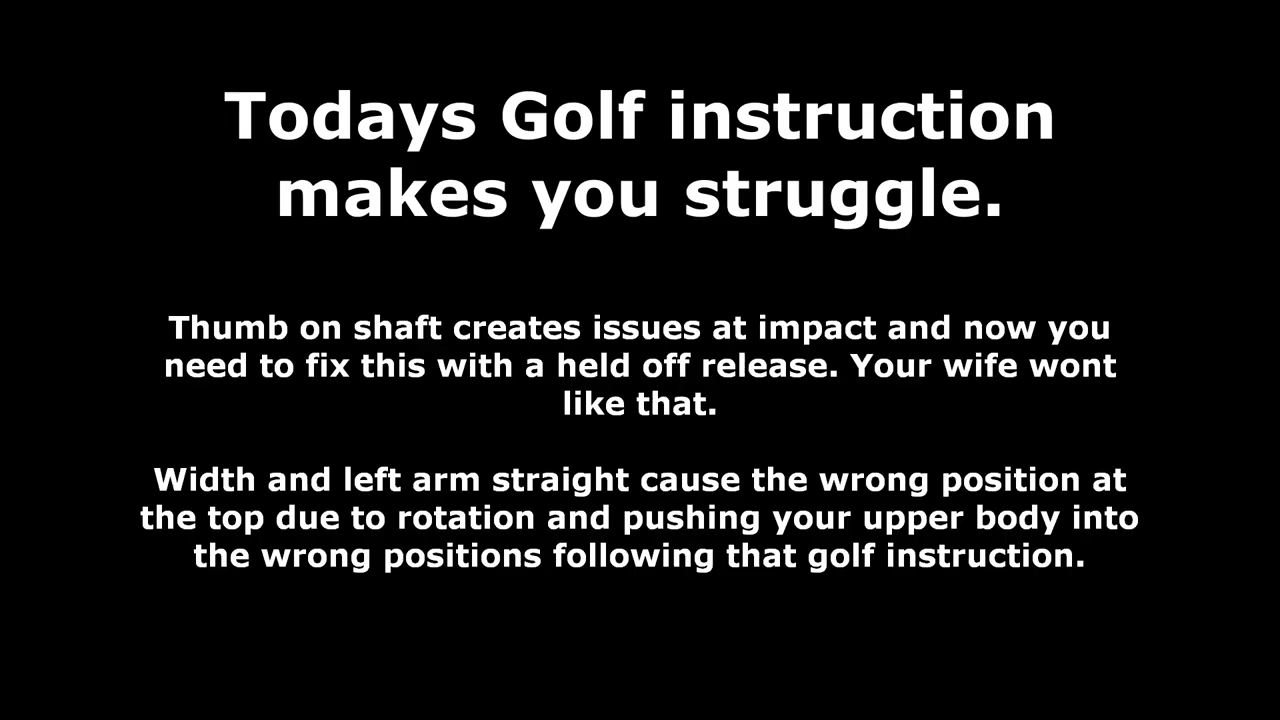 Todays Golf instruction
makes you struggle.
Thumb on shaft creates issues at impact and now you
need to fix this with a held off release. Your wife wont
like that.
Width and left arm straight cause the wrong position at
the top due to rotation and pushing your upper body into
the wrong positions following that golf instruction.